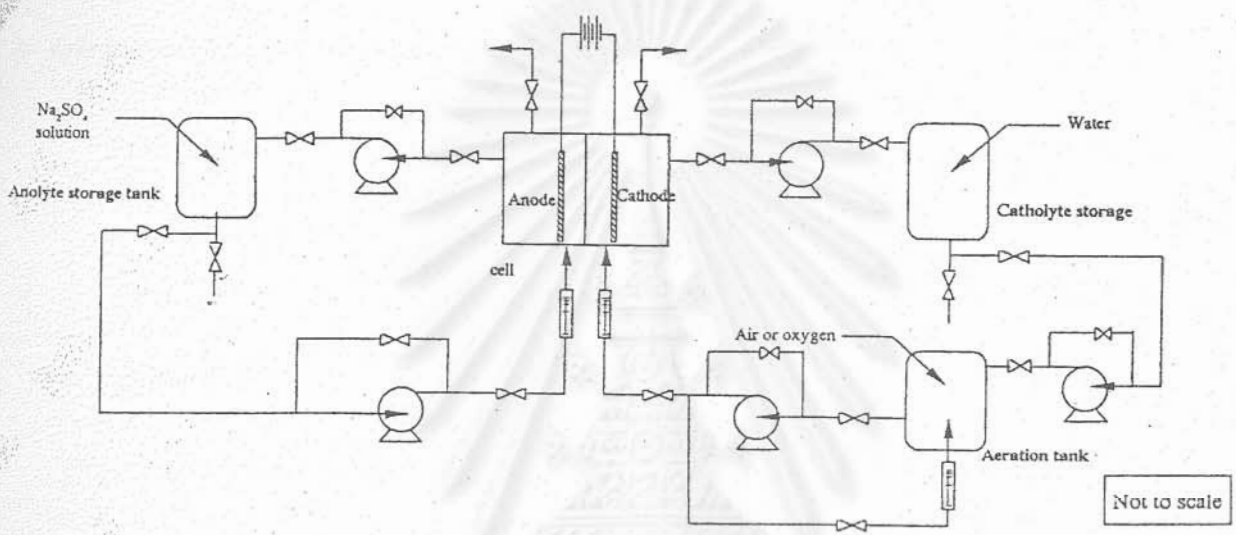 Na₂SO₄
solution
Anolyte storage tank
Anode
Cathode
cell
Water
Catholyte storage
Air or oxygen
Aeration tank
Not to scale